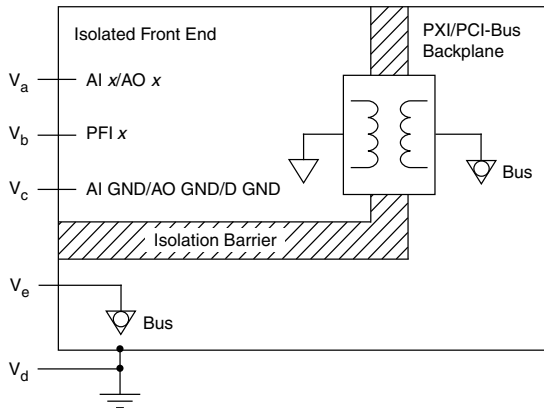 Isolated Front End
PXI/PCI-Bus
Backplane
Va
AI x/AO x
Vb
PFI x
Vc
AI GND/AO GND/D GND
Bus
Isolation Barrier
Ve
Bus
Vd